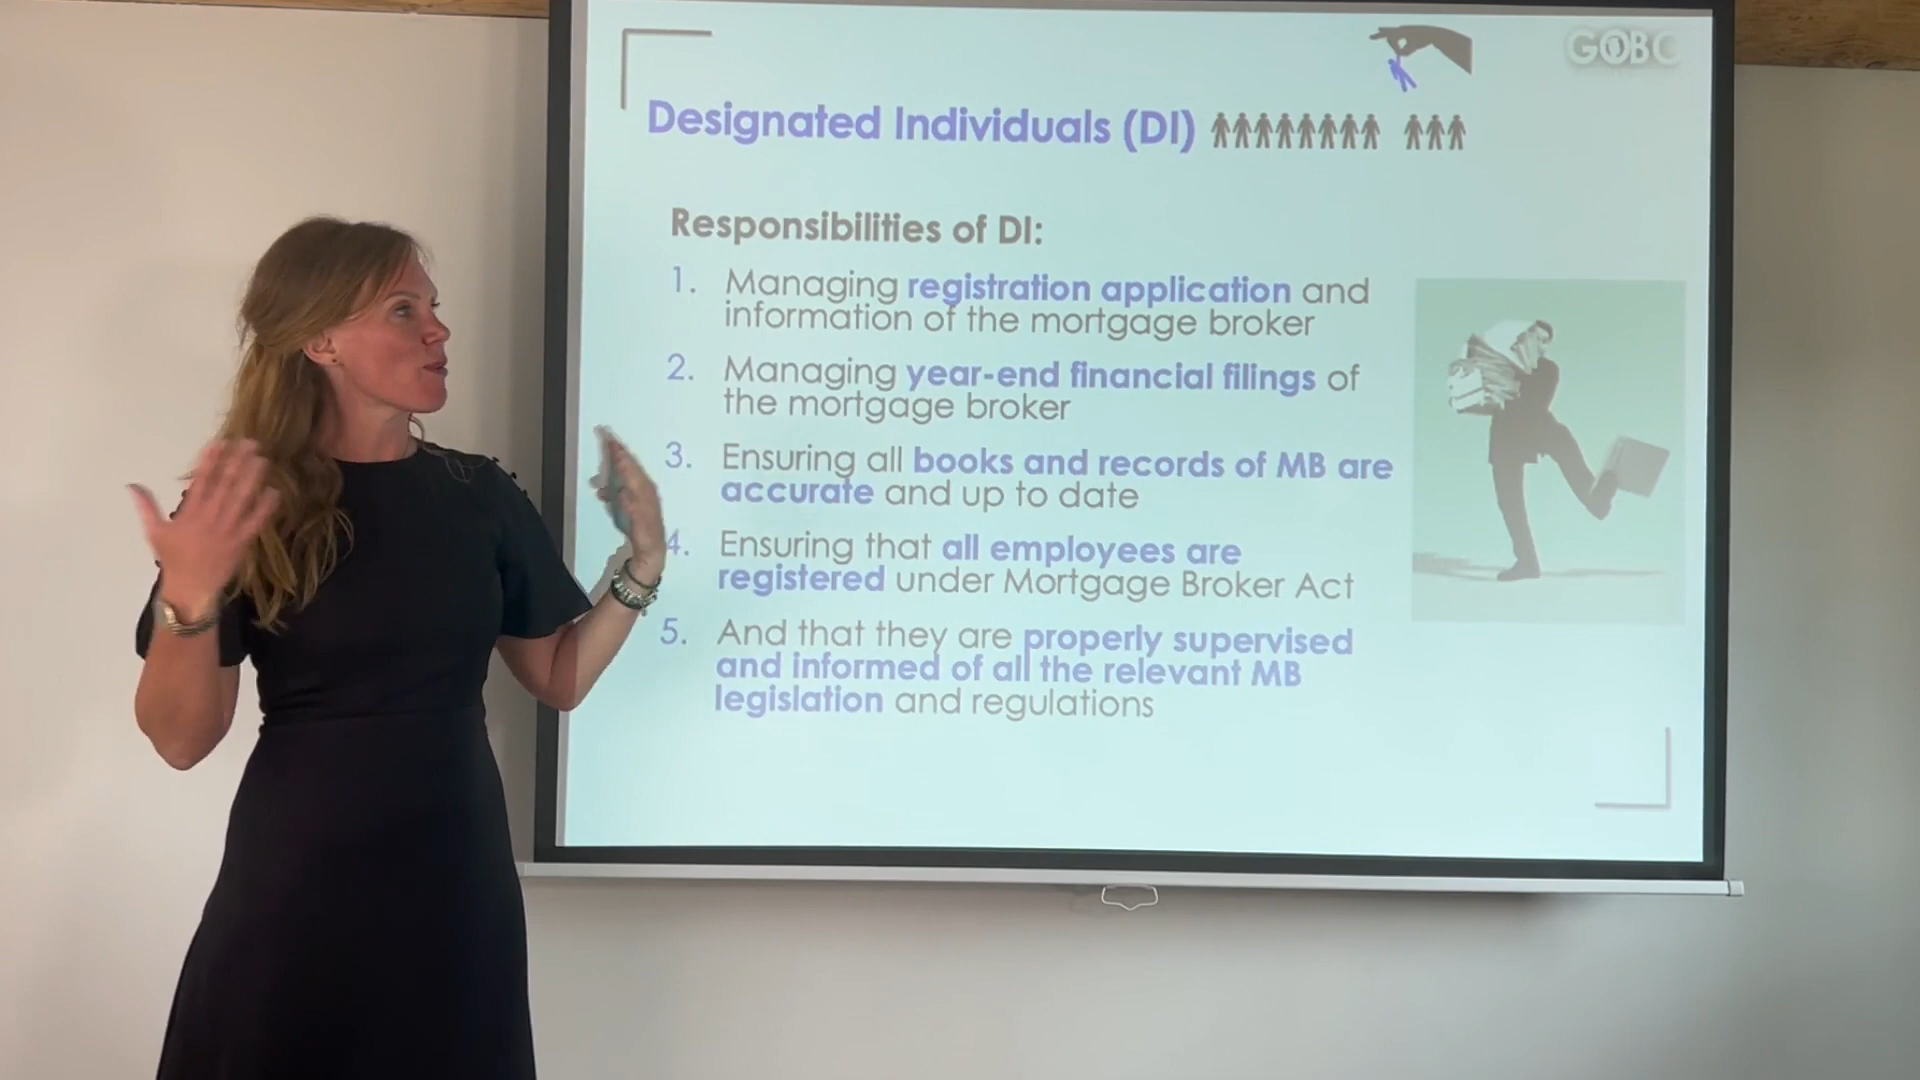 GOBC
Designated Individuals (DI)
Responsibilities of DI:
1. Managing registration application and
information of the mortgage broker
2. Managing year-end financial filings of
the mortgage broker
3. Ensuring all books and records of MB are
accurate and up to date
4. Ensuring that all employees are
registered under Mortgage Broker Act
5. And that they are properly supervised
and informed of all the relevant MB
legislation and regulations